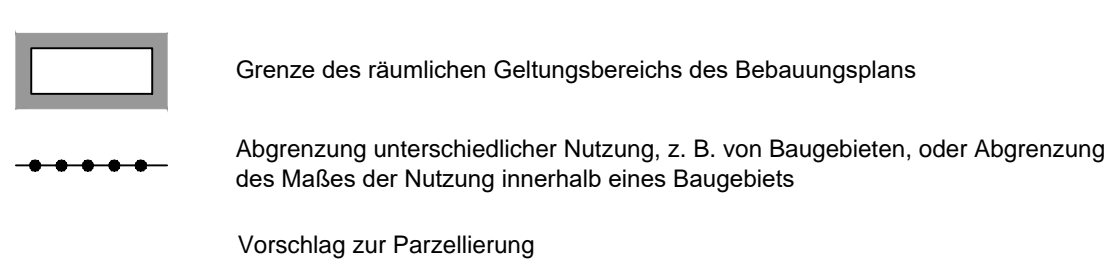 Grenze des räumlichen Geltungsbereichs des Bebauungsplans
Abgrenzung unterschiedlicher Nutzung, z. B. von Baugebieten, oder Abgrenzung
des Maßes der Nutzung innerhalb eines Baugebiets
Vorschlag zur Parzellierung